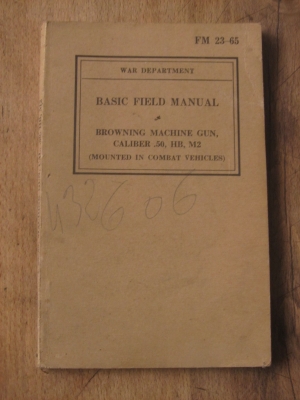 FM 23-65
WAR DEPARTMENT
BASIC FIELD MANUAL
BROWNING MACHINE GUN,
CALIBER .50, HB, M2
(MOUNTED IN COMBAT VEHICLES)